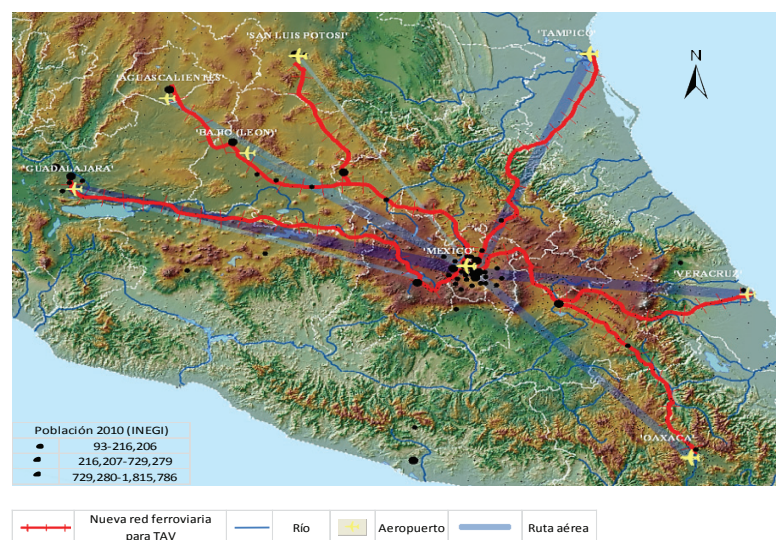 'SAN LUIS POTOSI'
'TAMPICO'
N
'AGUASCALIENTES'
'BAJIO (LEON)'
'GUADALAJARA'
'MEXICO'
'VERACRUZ'
'OAXACA'
Población 2010 (INEGI)
93-216,206
216,207-729,279
729,280-1,815,786
Nueva red ferroviaria
para TAV
Río
Aeropuerto
Ruta aérea